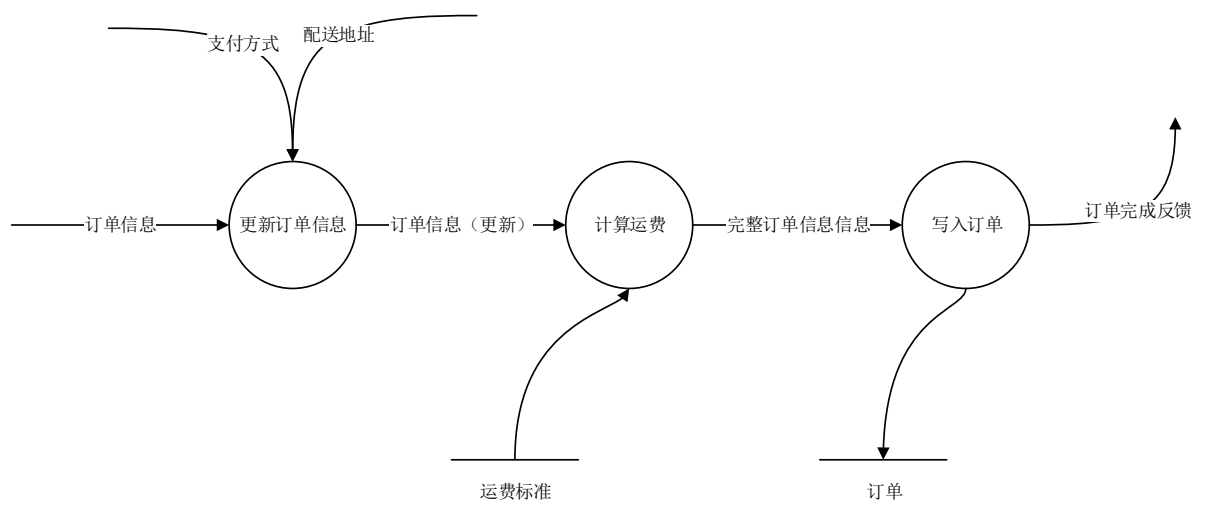 支付方式
配送地址
订单信息
更新订单信息
订单信息（更新）
计算运费
完整订单信息信息
写入订单
订单完成反馈
运费标准
订单